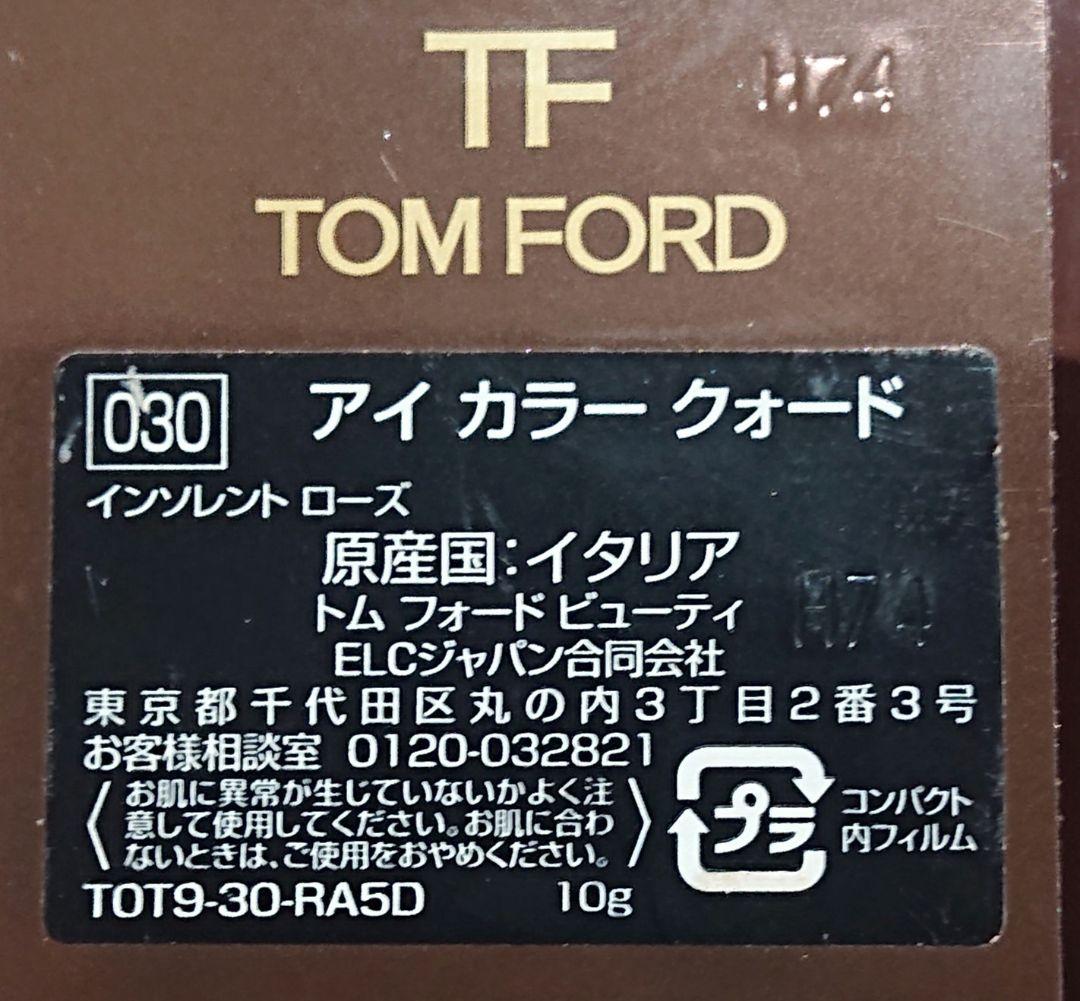 TF
H74
TOM FORD
030 アイ カラー クォード
インソレント ローズ
原産国:イタリア
トム フォード ビューティ
H74
ELCジャパン合同会社
東京都千代田区丸の内3丁目2番3号
お客様相談室 0120-032821
お肌に異常が生じていないかよく注
意して使用してください。お肌に合わ
ないときは、ご使用をおやめください。
プラ
コンパクト
内フィルム
T0T9-30-RA5D 10g